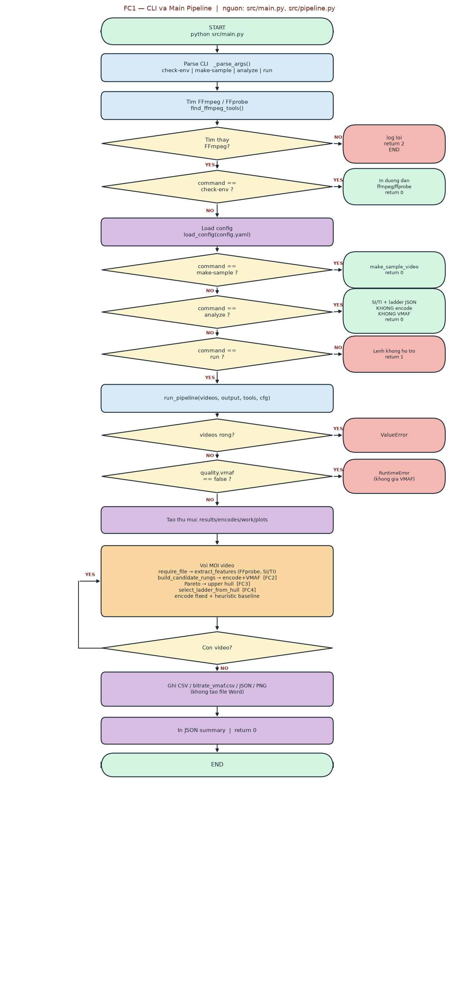 FC1 — CLI va Main Pipeline | nguon: src/main.py, src/pipeline.py
START
python src/main.py
Parse CLI _parse_args()
check-env | make-sample | analyze | run
Tim FFmpeg / FFprobe
find_ffmpeg_tools()
Tim thay
FFmpeg?
NO
log loi
return 2
END
YES
command ==
check-env ?
YES
In duong dan
ffmpeg/ffprobe
return 0
NO
Load config
load_config(config.yaml)
command ==
make-sample ?
YES
make_sample_video
return 0
NO
command ==
analyze ?
YES
SI/TI + ladder JSON
KHONG encode
KHONG VMAF
return 0
NO
command ==
run ?
NO
Lenh khong ho tro
return 1
YES
run_pipeline(videos, output, tools, cfg)
videos rong?
YES
ValueError
NO
quality.vmaf
== false ?
YES
RuntimeError
(khong gia VMAF)
NO
Tao thu muc results/encodes/work/plots
Voi MOI video
require_file → extract_features (FFprobe, SI/TI)
build_candidate_rungs → encode+VMAF [FC2]
Pareto → upper hull [FC3]
select_ladder_from_hull [FC4]
encode fixed + heuristic baseline
YES
Con video?
NO
Ghi CSV / bitrate_vmaf.csv / JSON / PNG
(khong tao file Word)
In JSON summary | return 0
END